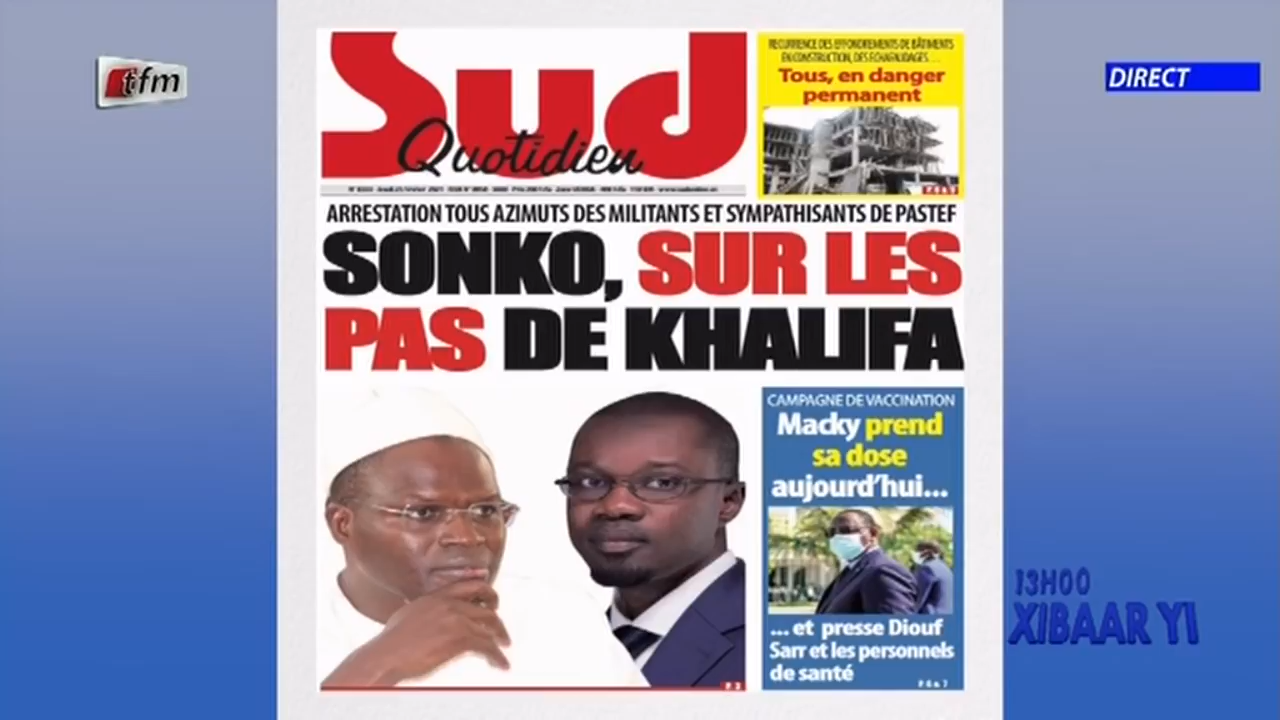 tfm
DIRECT
Sud
Quotidien
RECURRENCE DES EFFONDREMENTS DE BÂTIMENTS
EN CONSTRUCTION, DES ECHAFAUDAGES...
Tous, en danger
permanent
ARRESTATION TOUS AZIMUTS DES MILITANTS ET SYMPATHISANTS DE PASTEF
SONKO, SUR LES
PAS DE KHALIFA
P. 3
CAMPAGNE DE VACCINATION
Macky prend
sa dose
aujourd'hui...
... et presse Diouf
Sarr et les personnels
de santé
13H00
XIBAAR YI